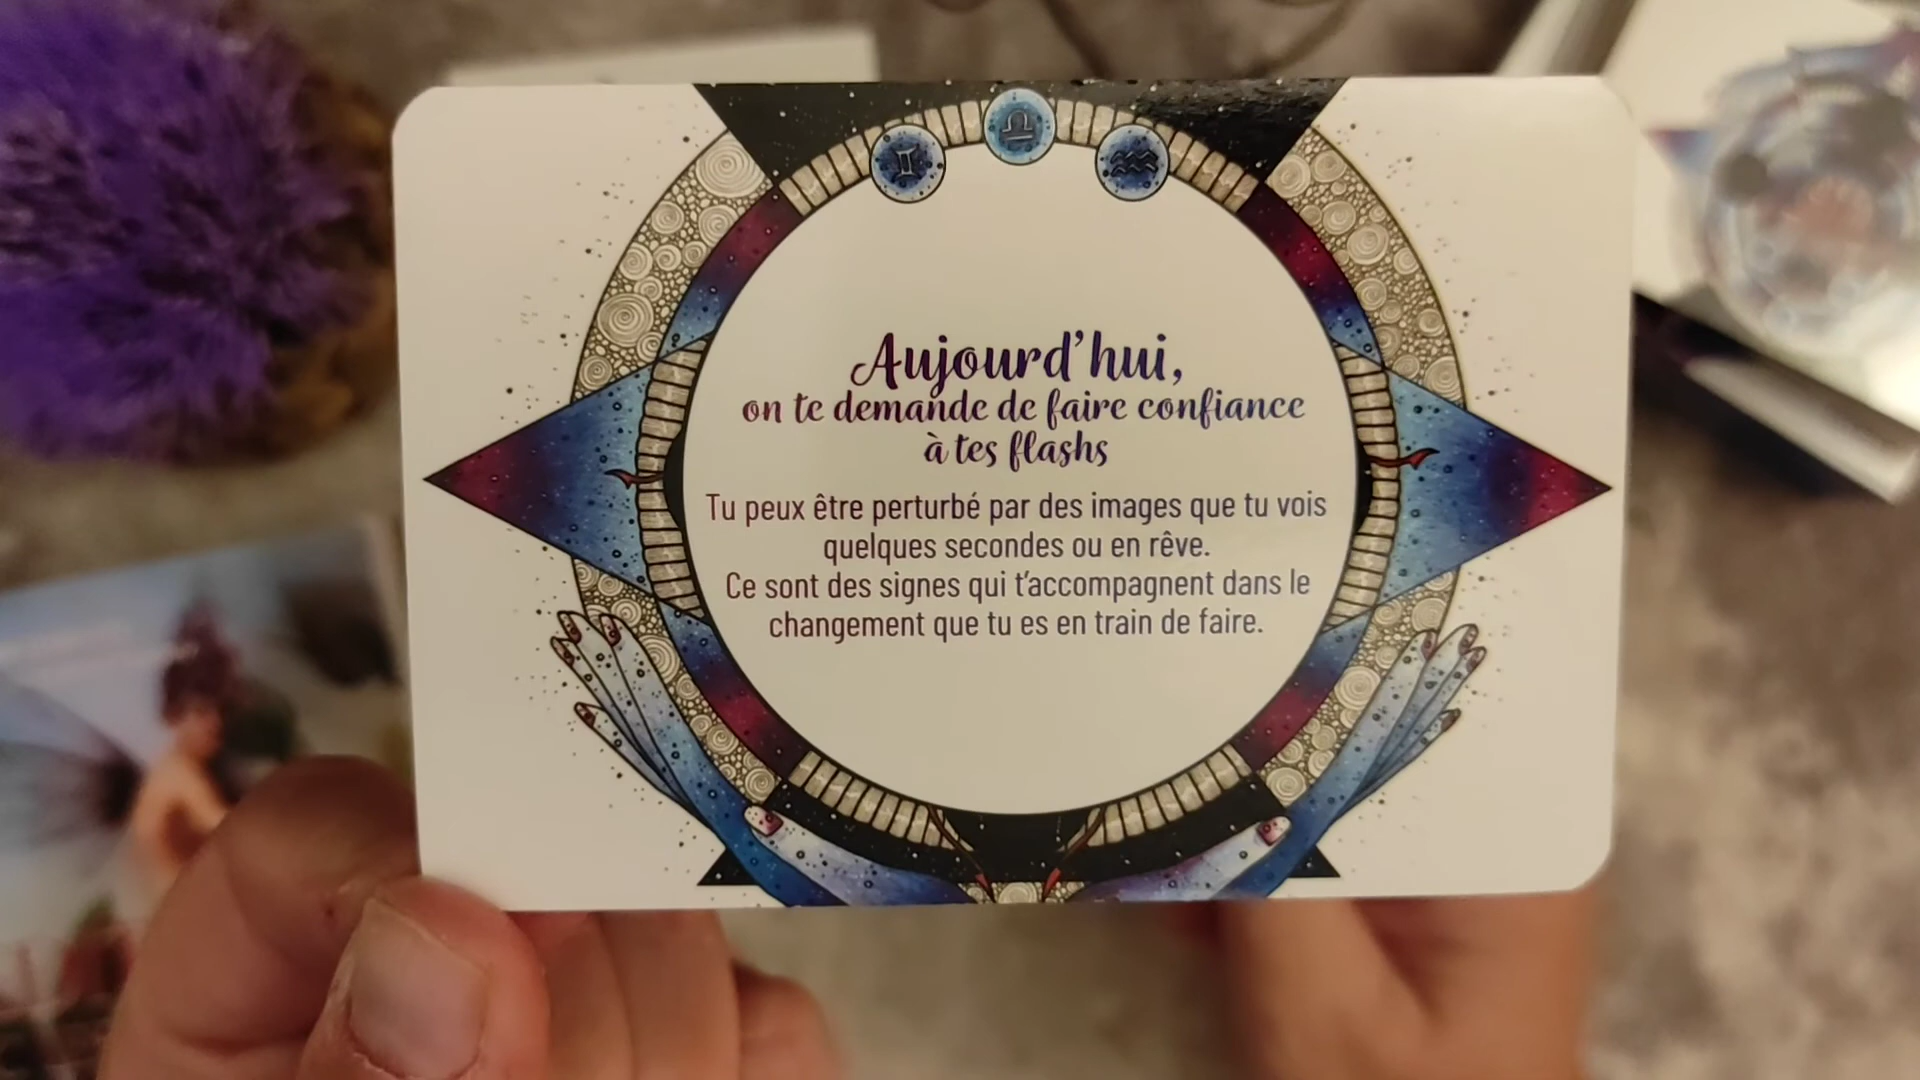 Aujourd'hui,
on te demande de faire confiance
à tes flashs
Tu peux être perturbé par des images que tu vois
quelques secondes ou en rêve.
Ce sont des signes qui t'accompagnent dans le
changement que tu es en train de faire.